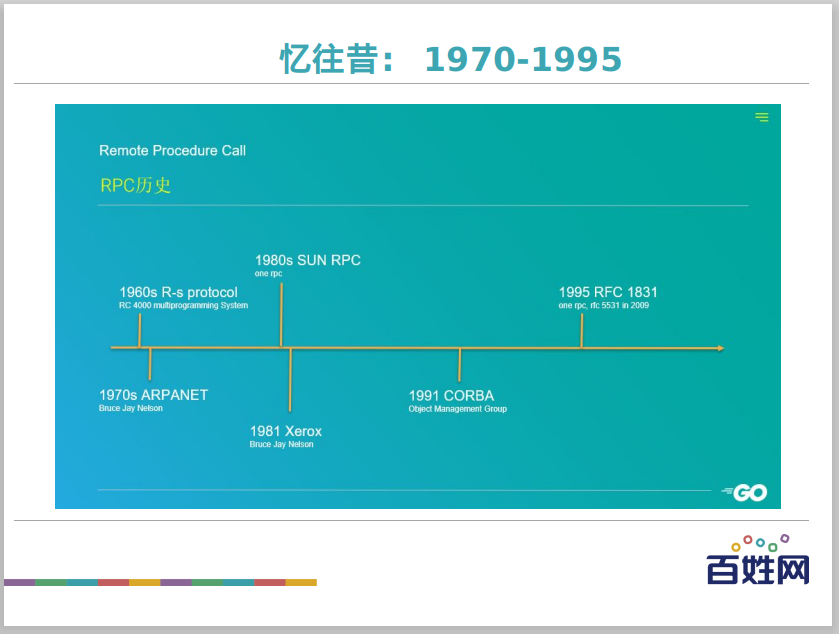 忆往昔： 1970-1995
Remote Procedure Call
RPC历史
1980s SUN RPC
one rpc
1960s R-s protocol
RC 4000 multiprogramming System
1995 RFC 1831
one rpc, rfc 5531 in 2009
1970s ARPANET
Bruce Jay Nelson
1991 CORBA
Object Management Group
1981 Xerox
Bruce Jay Nelson
GO
百姓网